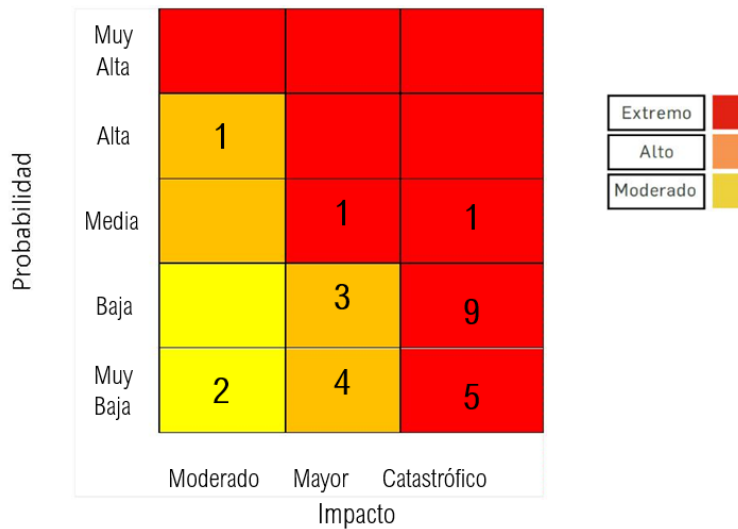 Probabilidad
Muy
Alta
Alta
1
Media
1
1
Baja
3
9
Muy
Baja
2
4
5
Moderado
Mayor
Catastrófico
Impacto
Extremo
Alto
Moderado